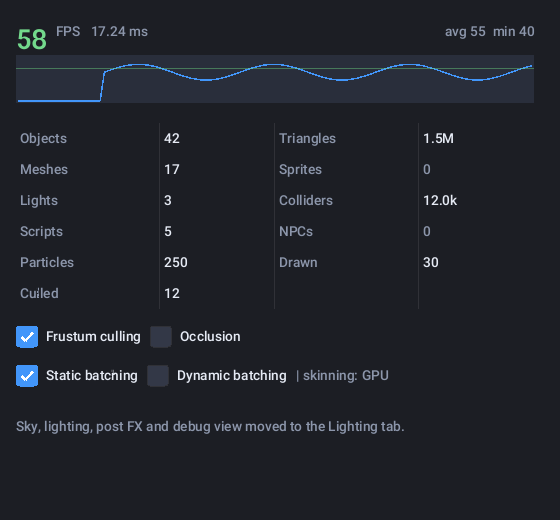 58 FPS 17.24 ms avg 55 min 40
Objects 42 Triangles 1.5M
Meshes 17 Sprites 0
Lights 3 Colliders 12.0k
Scripts 5 NPCs 0
Particles 250 Drawn 30
Culled 12
Frustum culling Occlusion
Static batching Dynamic batching | skinning: GPU
Sky, lighting, post FX and debug view moved to the Lighting tab.